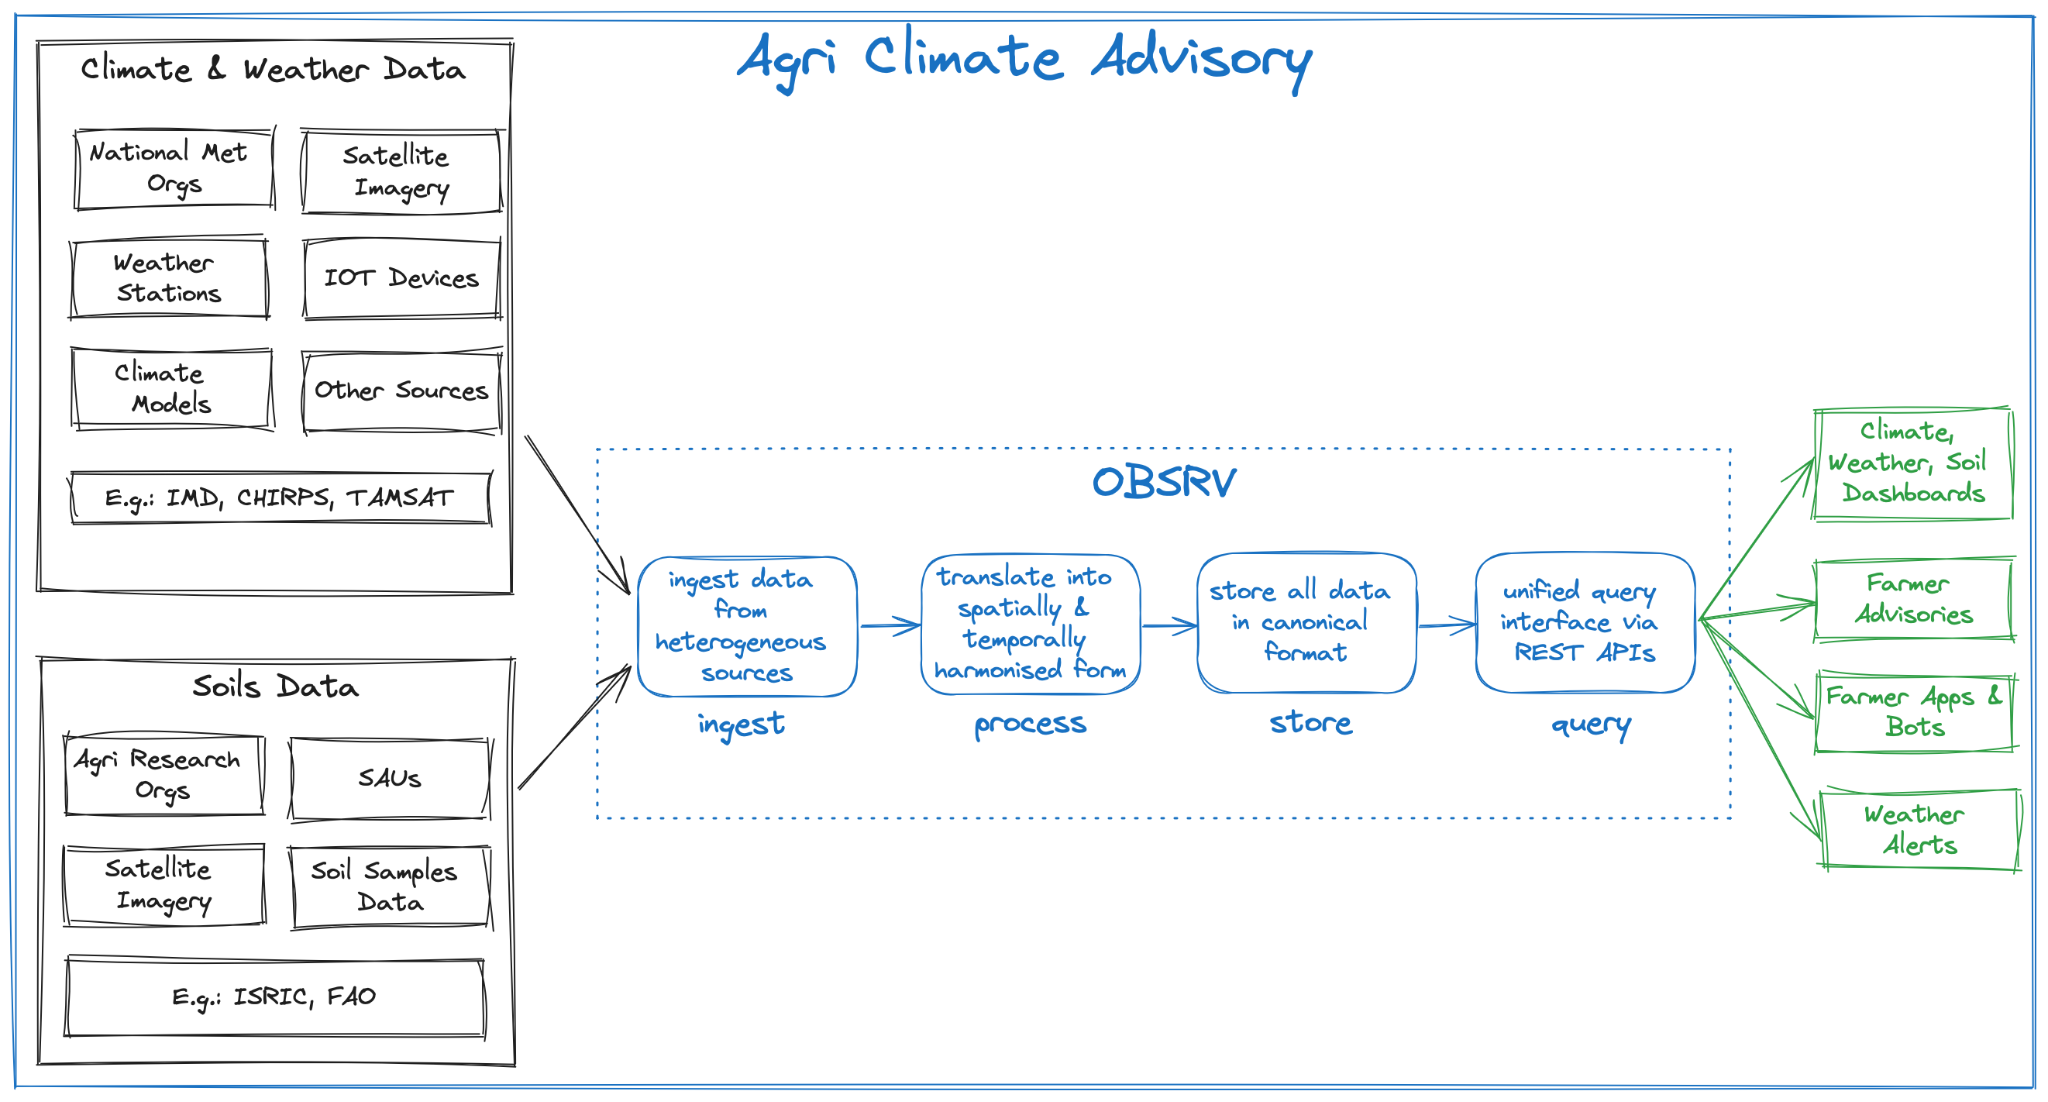 Agri Climate Advisory
Climate & Weather Data
National Met
Orgs
Satellite
Imagery
Weather
Stations
IOT Devices
Climate
Models
Other Sources
E.g.: IMD, CHIRPS, TAMSAT
Soils Data
Agri Research
Orgs
SAUs
Satellite
Imagery
Soil Samples
Data
E.g.: ISRIC, FAO
OBSRV
ingest data
from
heterogeneous
sources
ingest
translate into
spatially &
temporally
harmonised form
process
store all data
in canonical
format
store
unified query
interface via
REST APIs
query
Climate,
Weather, Soil
Dashboards
Farmer
Advisories
Farmer Apps &
Bots
Weather
Alerts